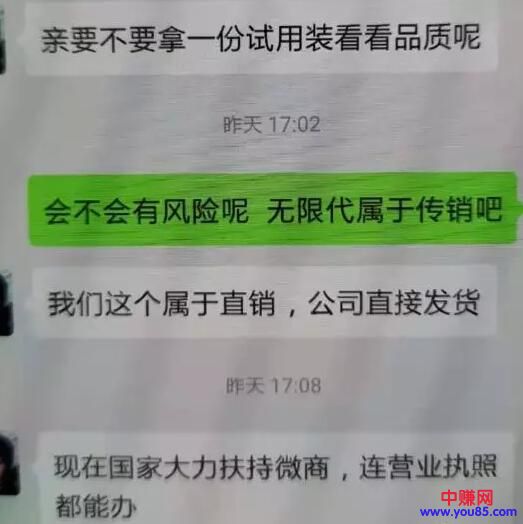 亲要不要拿一份试用装看看品质呢
昨天 17:02
会不会有风险呢 无限代属于传销吧
我们这个属于直销，公司直接发货
昨天 17:08
现在国家大力扶持微商，连营业执照
都能办
中赚网
www.you85.com